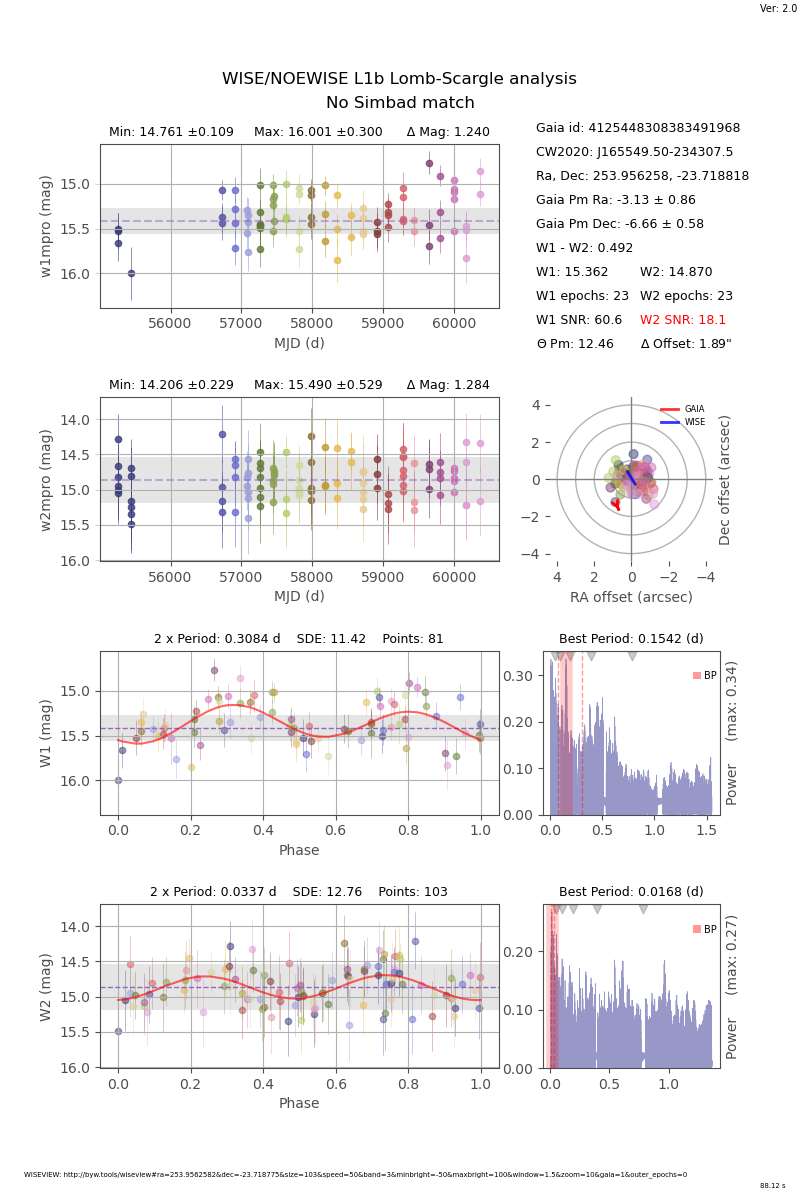 Ver: 2.0
WISE/NOEWISE L1b Lomb-Scargle analysis
No Simbad match
Min: 14.761 ±0.109 Max: 16.001 ±0.300 Δ Mag: 1.240
w1mpro (mag)
15.0
15.5
16.0
56000 57000 58000 59000 60000
MJD (d)
Gaia id: 4125448308383491968
CW2020: J165549.50-234307.5
Ra, Dec: 253.956258, -23.718818
Gaia Pm Ra: -3.13 ± 0.86
Gaia Pm Dec: -6.66 ± 0.58
W1 - W2: 0.492
W1: 15.362 W2: 14.870
W1 epochs: 23 W2 epochs: 23
W1 SNR: 60.6 W2 SNR: 18.1
Θ Pm: 12.46 Δ Offset: 1.89"
Min: 14.206 ±0.229 Max: 15.490 ±0.529 Δ Mag: 1.284
w2mpro (mag)
14.0
14.5
15.0
15.5
16.0
56000 57000 58000 59000 60000
MJD (d)
GAIA
WISE
4
2
0
−2
−4
4 2 0 −2 −4
RA offset (arcsec)
Dec offset (arcsec)
2 x Period: 0.3084 d SDE: 11.42 Points: 81
W1 (mag)
15.0
15.5
16.0
0.0 0.2 0.4 0.6 0.8 1.0
Phase
Best Period: 0.1542 (d)
BP
0.30
0.20
0.10
0.00
0.0 0.5 1.0 1.5
Power (max: 0.34)
2 x Period: 0.0337 d SDE: 12.76 Points: 103
W2 (mag)
14.0
14.5
15.0
15.5
16.0
0.0 0.2 0.4 0.6 0.8 1.0
Phase
Best Period: 0.0168 (d)
BP
0.20
0.10
0.00
0.0 0.5 1.0
Power (max: 0.27)
WISEVIEW: http://byw.tools/wiseview#ra=253.9562582&dec=-23.718775&size=103&speed=50&band=3&minbright=-50&maxbright=100&window=1.5&zoom=10&gaia=1&outer_epochs=0
88.12 s